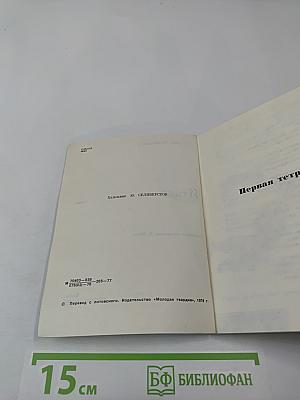 Художник Ю. СЕЛИВЕРСТОВ
Первая тетр
© Перевод с литовского. Издательство «Молодая гвардия», 1978 г.
15 см
БФ БИБЛИОФАН